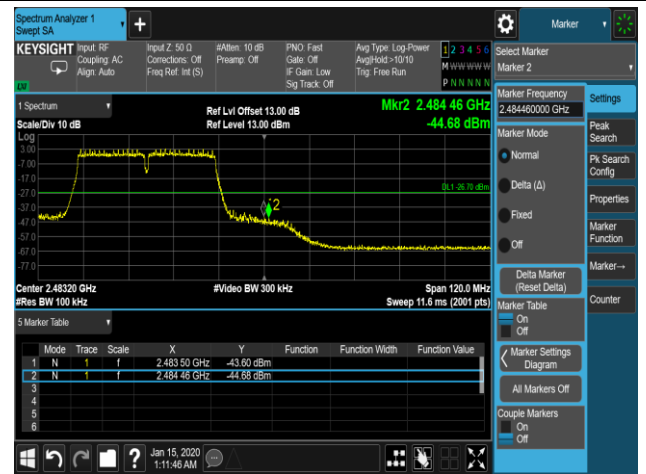 Spectrum Analyzer 1
Swept SA
Marker
KEYSIGHT
Input: RF
Coupling: AC
Align: Auto
Input Z: 50 Ω
Corrections: Off
Freq Ref: Int (S)
#Atten: 10 dB
Preamp: Off
PNO: Fast
Gate: Off
IF Gain: Low
Sig Track: Off
Avg Type: Log-Power
Avg|Hold:>10/10
Trig: Free Run
1 2 3 4 5 6
M W W W W W
P N N N N N
Select Marker
Marker 2
1 Spectrum
Scale/Div 10 dB
Log
Ref Lvl Offset 13.00 dB
Ref Level 13.00 dBm
Mkr2 2.484 46 GHz
-44.68 dBm
3.00
-7.00
-17.0
-27.0
-37.0
-47.0
-57.0
-67.0
-77.0
DL1 -26.70 dBm
2
Center 2.48320 GHz
#Res BW 100 kHz
#Video BW 300 kHz
Span 120.0 MHz
Sweep 11.6 ms (2001 pts)
5 Marker Table
Mode Trace Scale X Y Function Function Width Function Value
1 N 1 f 2.483 50 GHz -43.60 dBm
2 N 1 f 2.484 46 GHz -44.68 dBm
3
4
5
6
Marker Frequency
2.484460000 GHz
Marker Mode
Normal
Delta (Δ)
Fixed
Off
Delta Marker
(Reset Delta)
Marker Table
On
Off
Marker Settings
Diagram
All Markers Off
Couple Markers
On
Off
Settings
Peak
Search
Pk Search
Config
Properties
Marker
Function
Marker→
Counter
?
Jan 15, 2020
1:11:46 AM